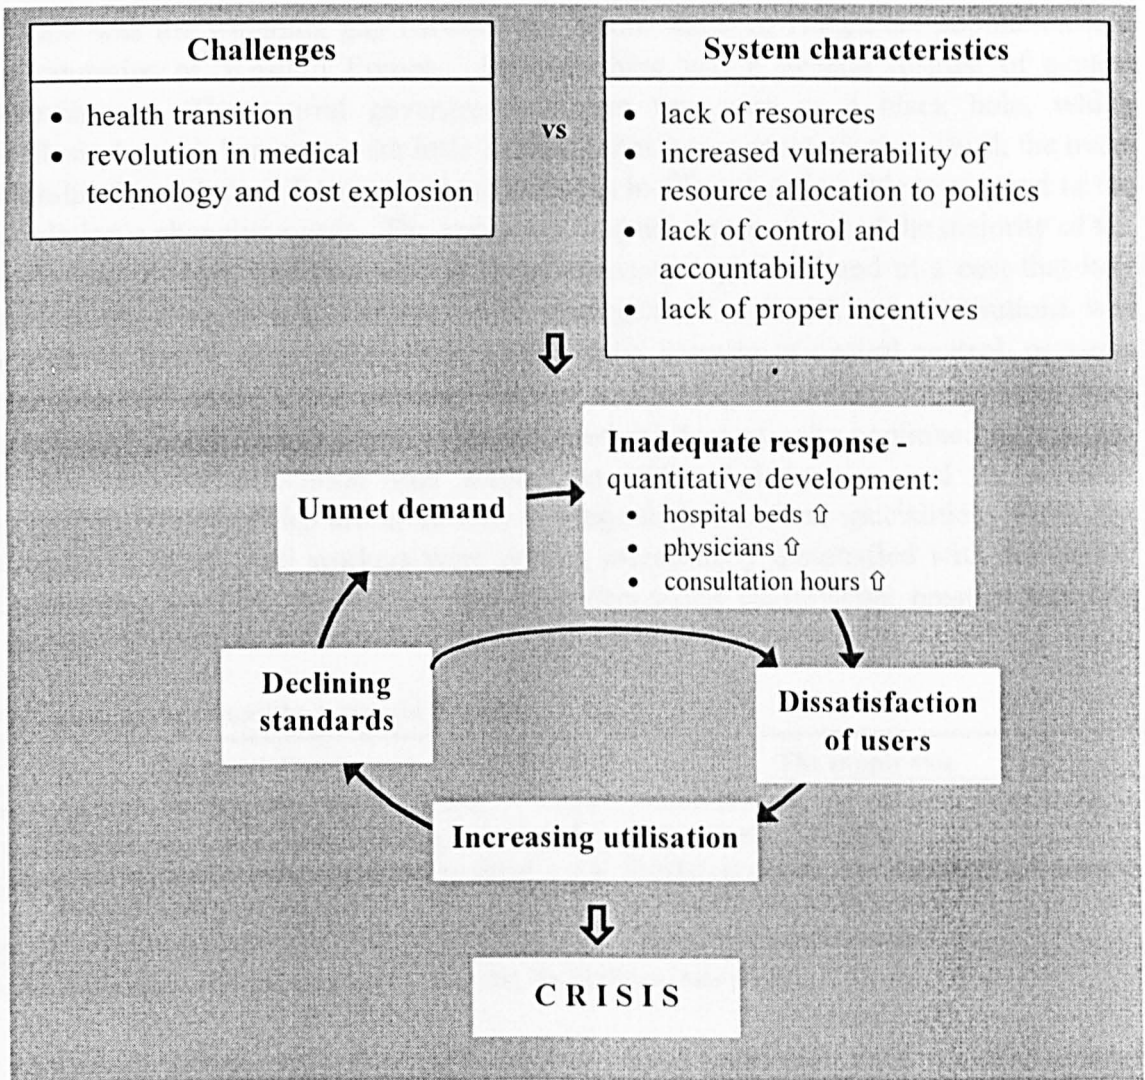 Challenges
• health transition
• revolution in medical
technology and cost explosion
vs
System characteristics
• lack of resources
• increased vulnerability of
resource allocation to politics
• lack of control and
accountability
• lack of proper incentives
Inadequate response -
quantitative development:
• hospital beds ⇧
• physicians ⇧
• consultation hours ⇧
Unmet demand
Declining
standards
Dissatisfaction
of users
Increasing utilisation
CRISIS